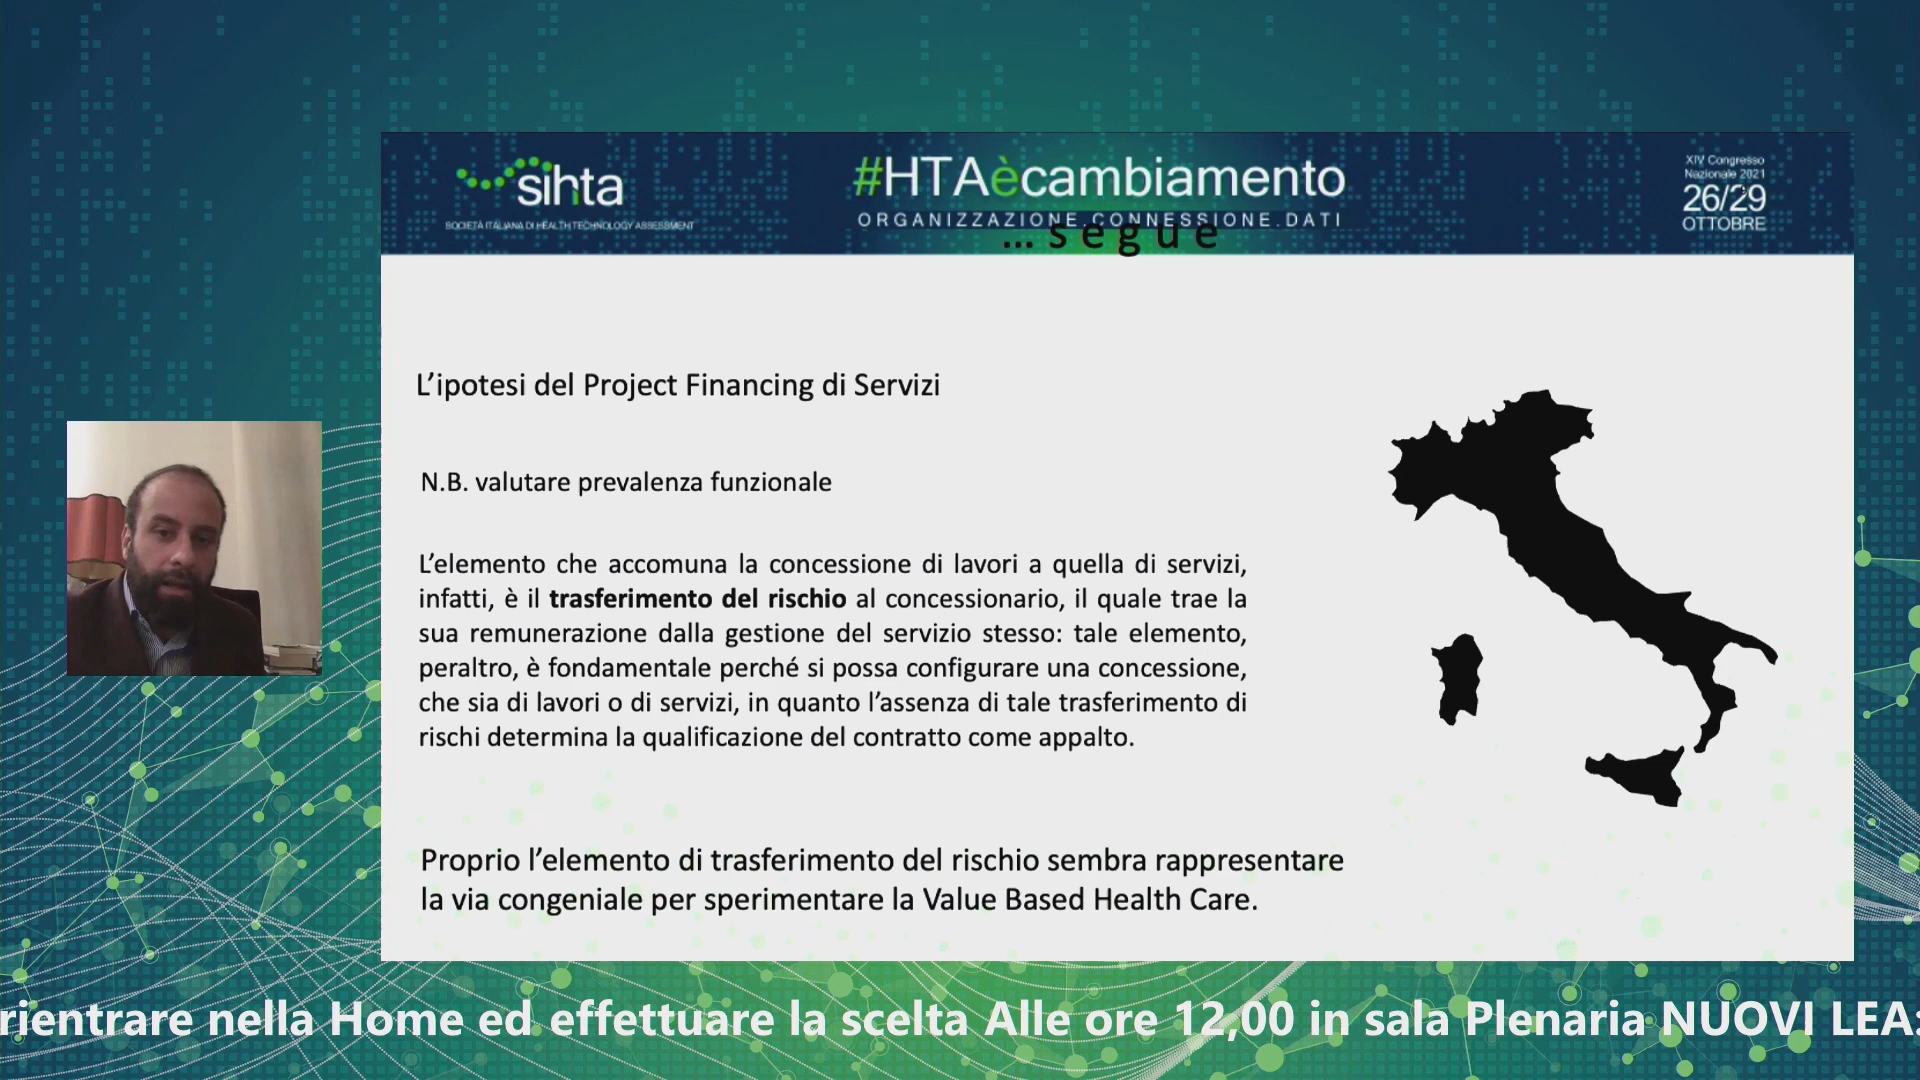 sihta
SOCIETÀ ITALIANA DI HEALTH TECHNOLOGY ASSESSMENT
#HTAècambiamento
ORGANIZZAZIONE.CONNESSIONE.DATI
XIV Congresso
Nazionale 2021
26/29
OTTOBRE
... segue
L’ipotesi del Project Financing di Servizi
N.B. valutare prevalenza funzionale
L’elemento che accomuna la concessione di lavori a quella di servizi,
infatti, è il trasferimento del rischio al concessionario, il quale trae la
sua remunerazione dalla gestione del servizio stesso: tale elemento,
peraltro, è fondamentale perché si possa configurare una concessione,
che sia di lavori o di servizi, in quanto l’assenza di tale trasferimento di
rischi determina la qualificazione del contratto come appalto.
Proprio l’elemento di trasferimento del rischio sembra rappresentare
la via congeniale per sperimentare la Value Based Health Care.
rientrare nella Home ed effettuare la scelta Alle ore 12,00 in sala Plenaria NUOVI LEA: